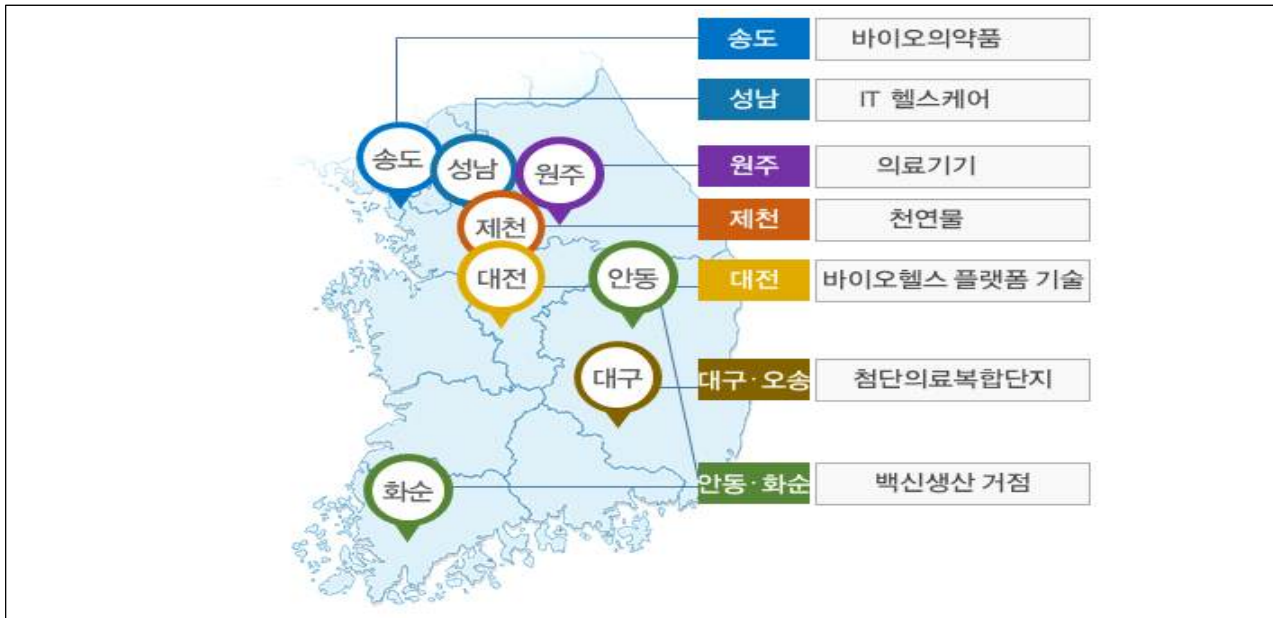 송도 바이오의약품
성남 IT 헬스케어
원주 의료기기
제천 천연물
대전 바이오헬스 플랫폼 기술
대구·오송 첨단의료복합단지
안동·화순 백신생산 거점
송도
성남
원주
제천
대전
안동
대구
화순